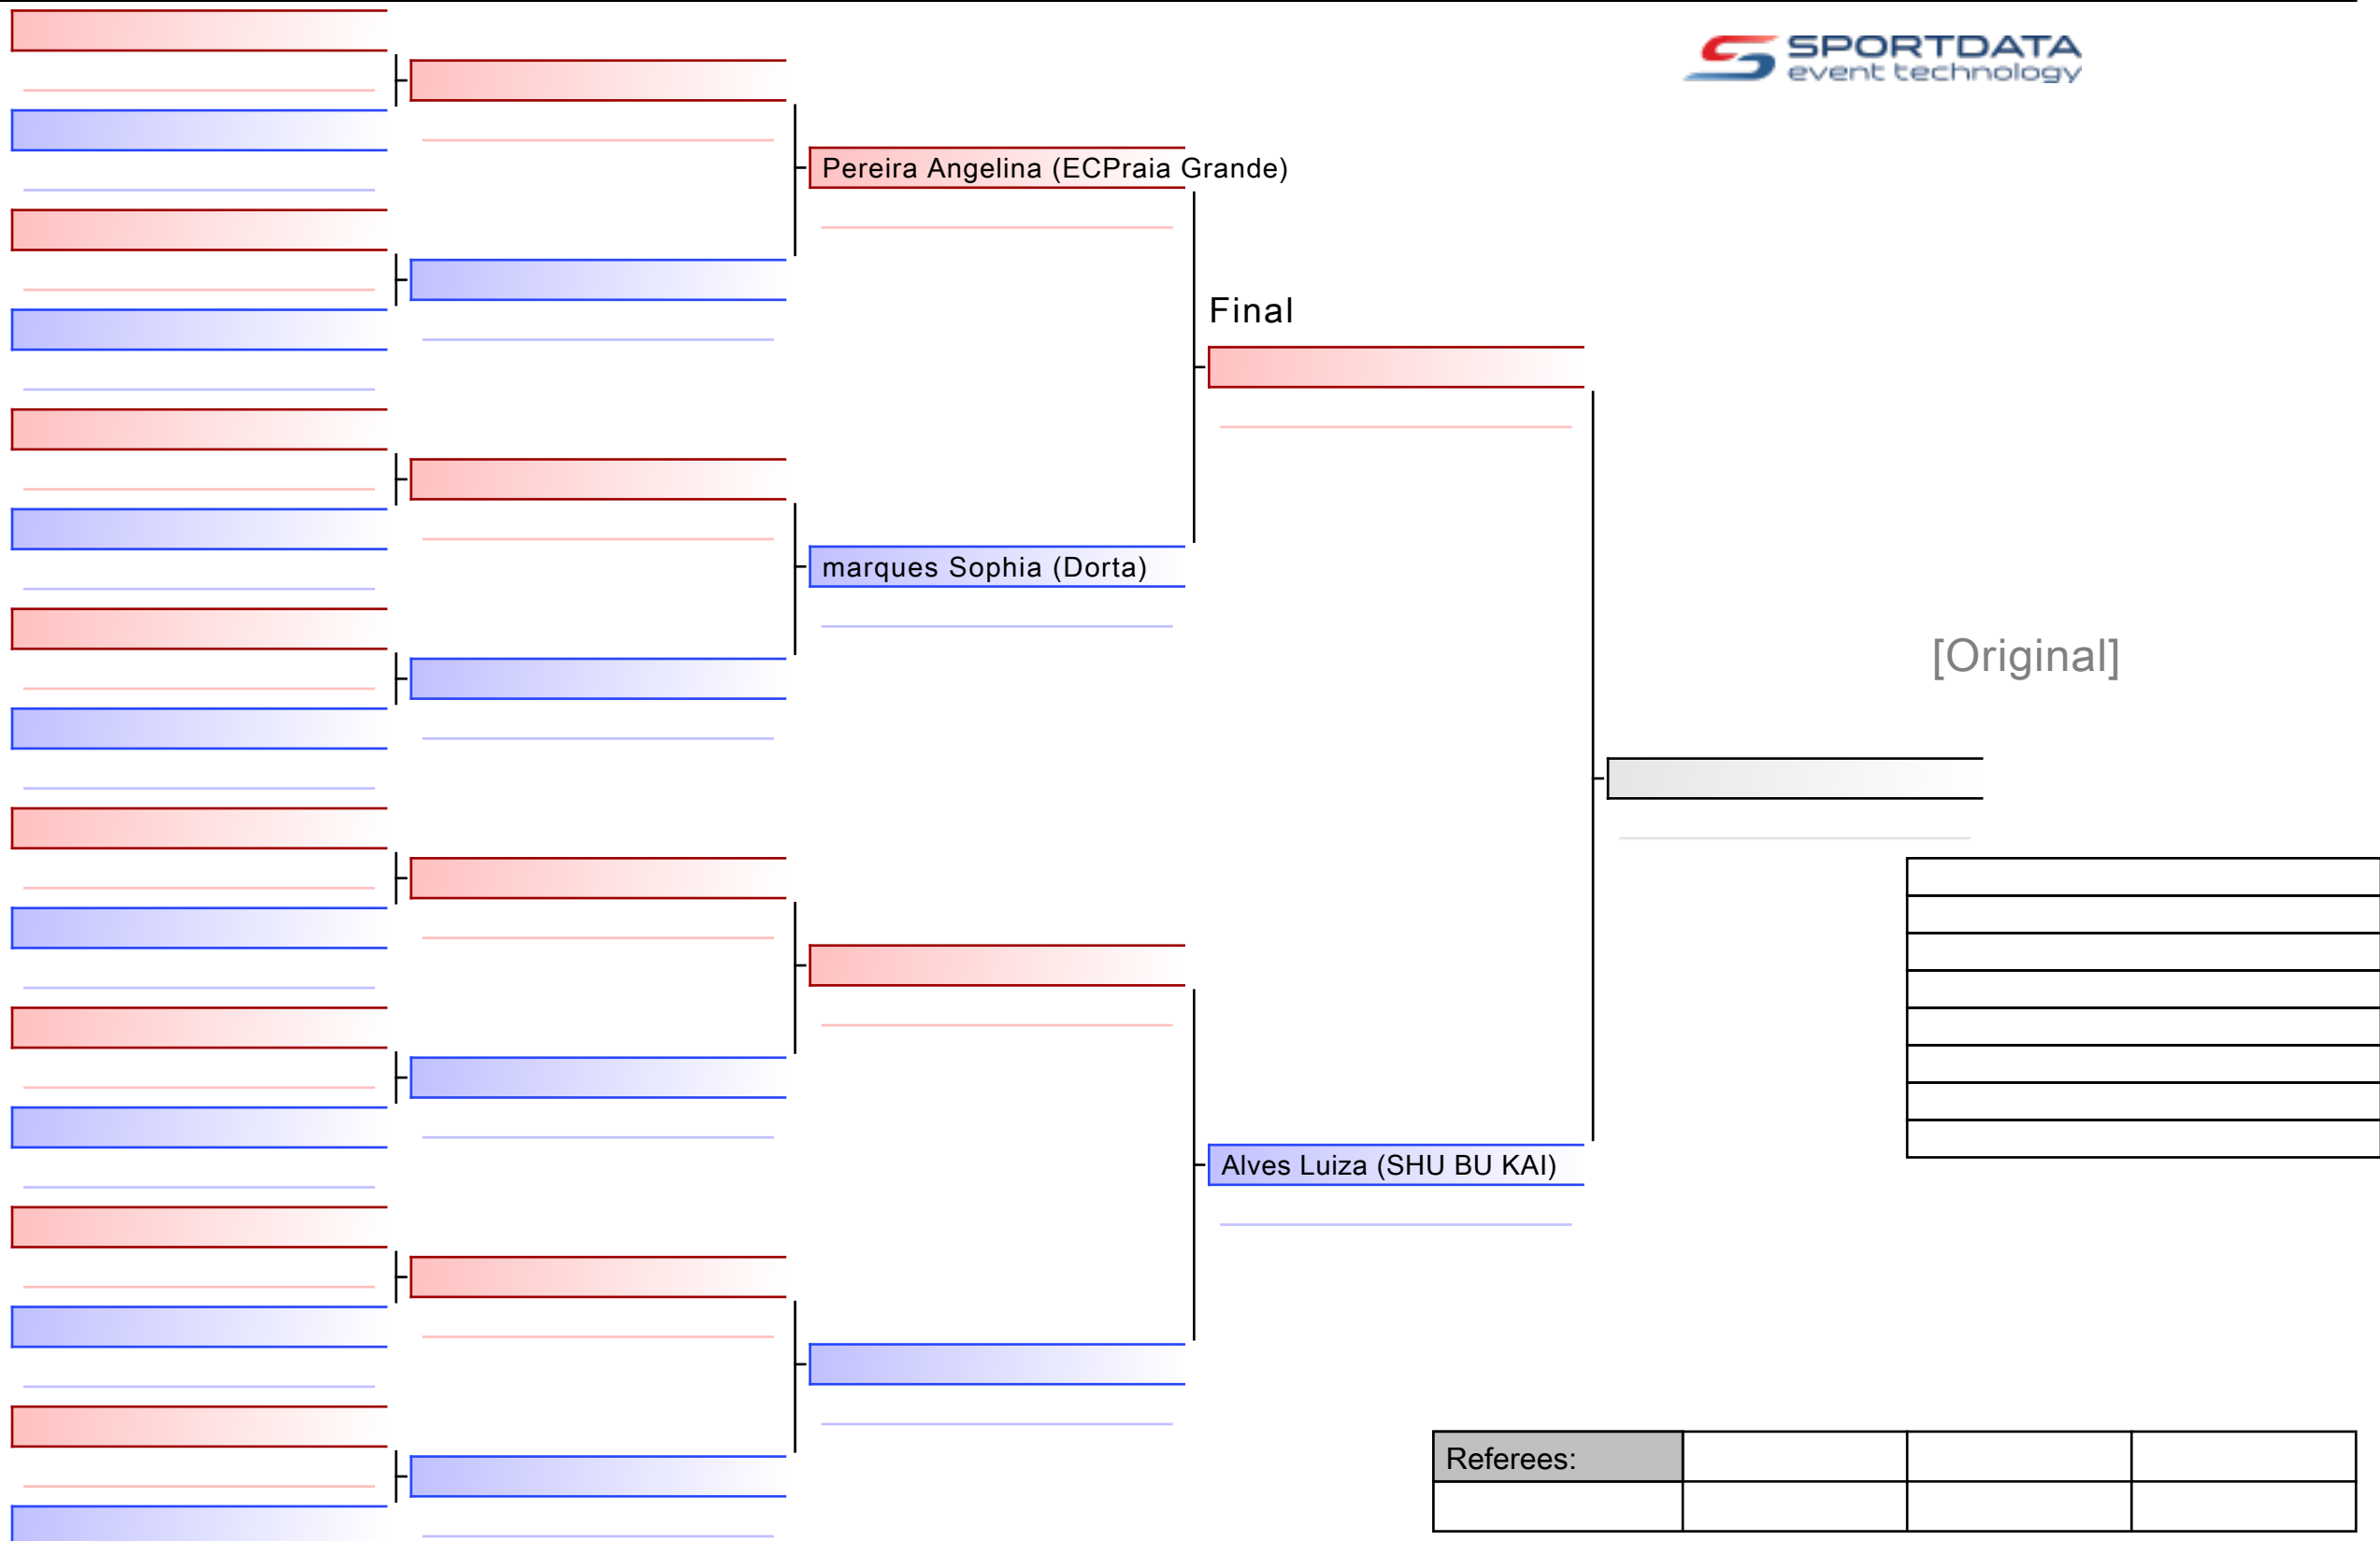 SPORTDATA
event technology
Pereira Angelina (ECPraia Grande)
Final
marques Sophia (Dorta)
[Original]
Alves Luiza (SHU BU KAI)
Referees: